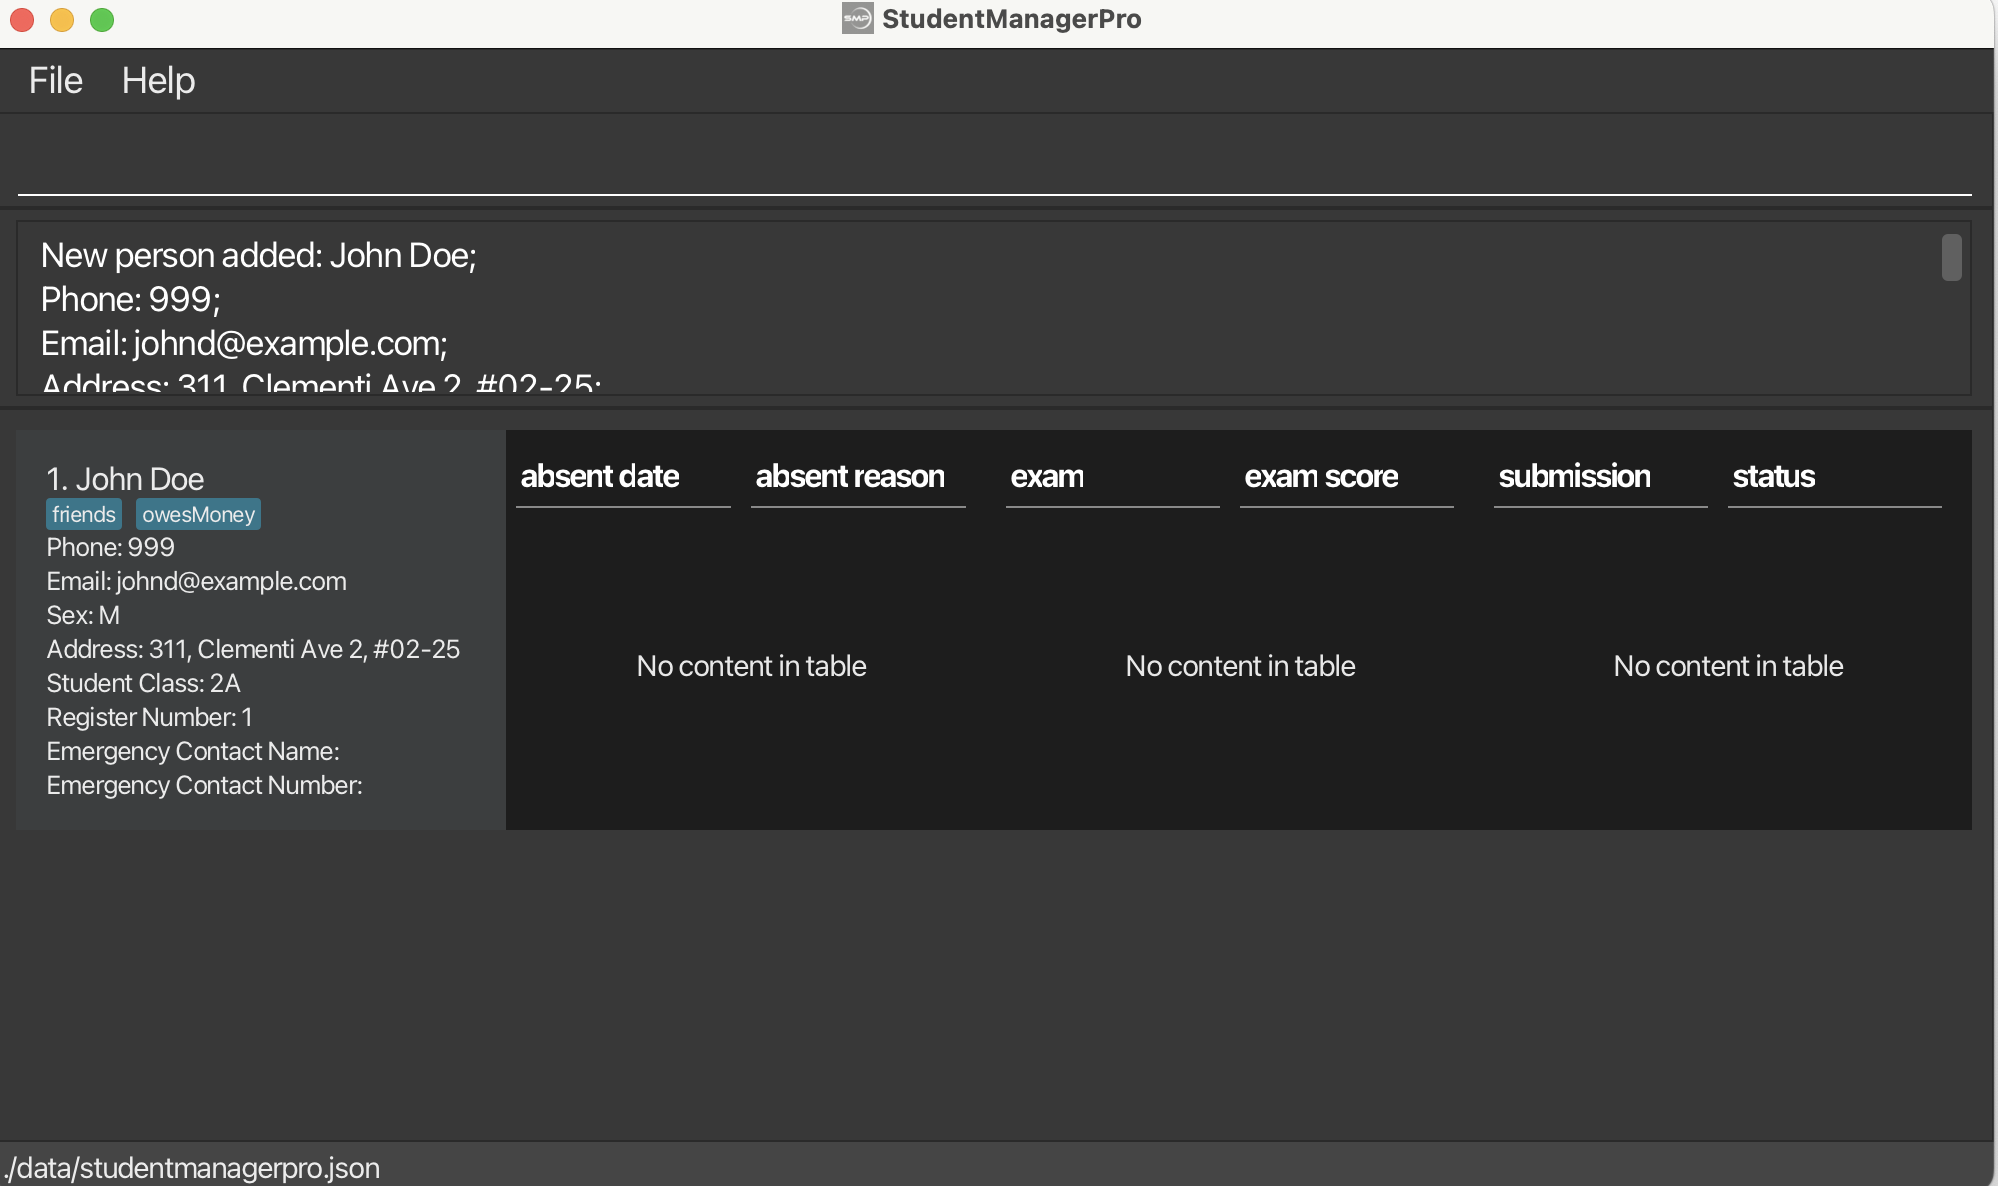 SMP StudentManagerPro
File Help
New person added: John Doe;
Phone: 999;
Email: johnd@example.com;
Address: 311, Clementi Ave 2, #02-25;
1. John Doe
friends owesMoney
Phone: 999
Email: johnd@example.com
Sex: M
Address: 311, Clementi Ave 2, #02-25
Student Class: 2A
Register Number: 1
Emergency Contact Name:
Emergency Contact Number:
absent date absent reason exam exam score submission status
No content in table No content in table No content in table
./data/studentmanagerpro.json